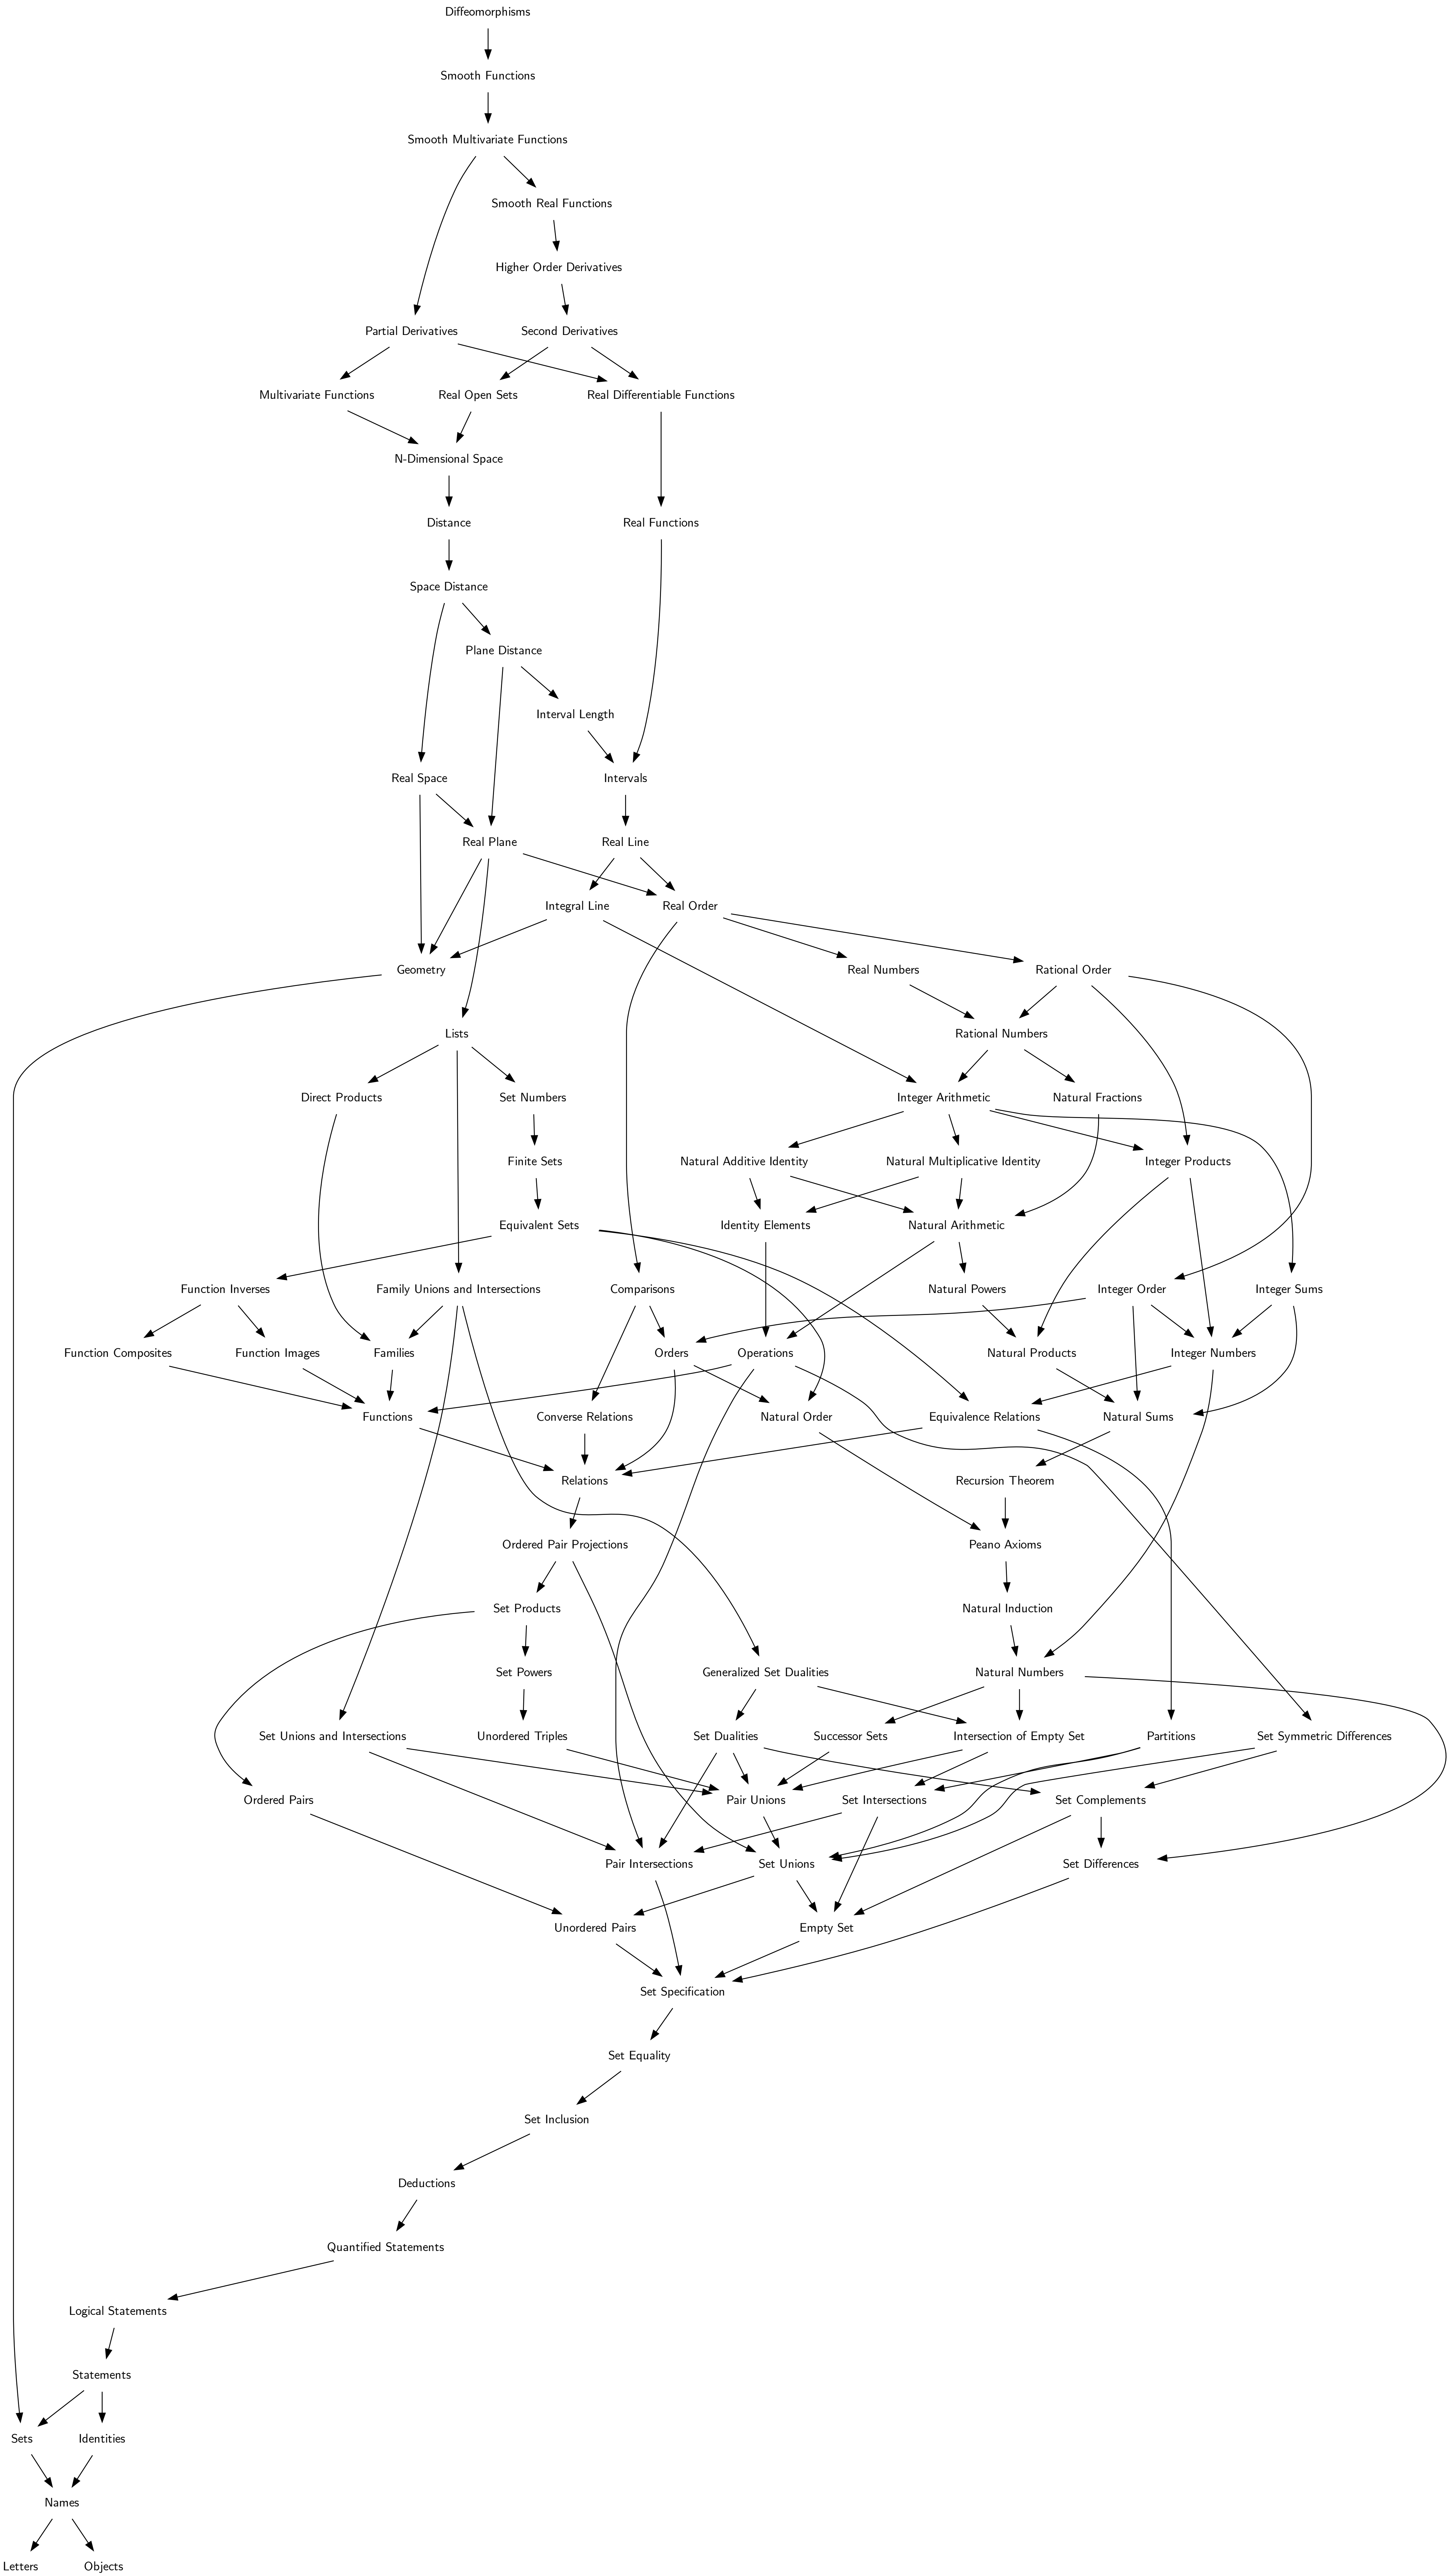 Diffeomorphisms
Smooth Functions
Smooth Multivariate Functions
Smooth Real Functions
Higher Order Derivatives
Partial Derivatives
Second Derivatives
Multivariate Functions
Real Open Sets
Real Differentiable Functions
N-Dimensional Space
Distance
Real Functions
Space Distance
Plane Distance
Interval Length
Real Space
Intervals
Real Plane
Real Line
Integral Line
Real Order
Geometry
Real Numbers
Rational Order
Lists
Rational Numbers
Direct Products
Set Numbers
Integer Arithmetic
Natural Fractions
Finite Sets
Natural Additive Identity
Natural Multiplicative Identity
Integer Products
Equivalent Sets
Identity Elements
Natural Arithmetic
Function Inverses
Family Unions and Intersections
Comparisons
Natural Powers
Integer Order
Integer Sums
Function Composites
Function Images
Families
Orders
Operations
Natural Products
Integer Numbers
Functions
Converse Relations
Natural Order
Equivalence Relations
Natural Sums
Relations
Recursion Theorem
Ordered Pair Projections
Peano Axioms
Set Products
Natural Induction
Set Powers
Generalized Set Dualities
Natural Numbers
Set Unions and Intersections
Unordered Triples
Set Dualities
Successor Sets
Intersection of Empty Set
Partitions
Set Symmetric Differences
Ordered Pairs
Pair Unions
Set Intersections
Set Complements
Pair Intersections
Set Unions
Set Differences
Unordered Pairs
Empty Set
Set Specification
Set Equality
Set Inclusion
Deductions
Quantified Statements
Logical Statements
Statements
Sets
Identities
Names
Letters
Objects